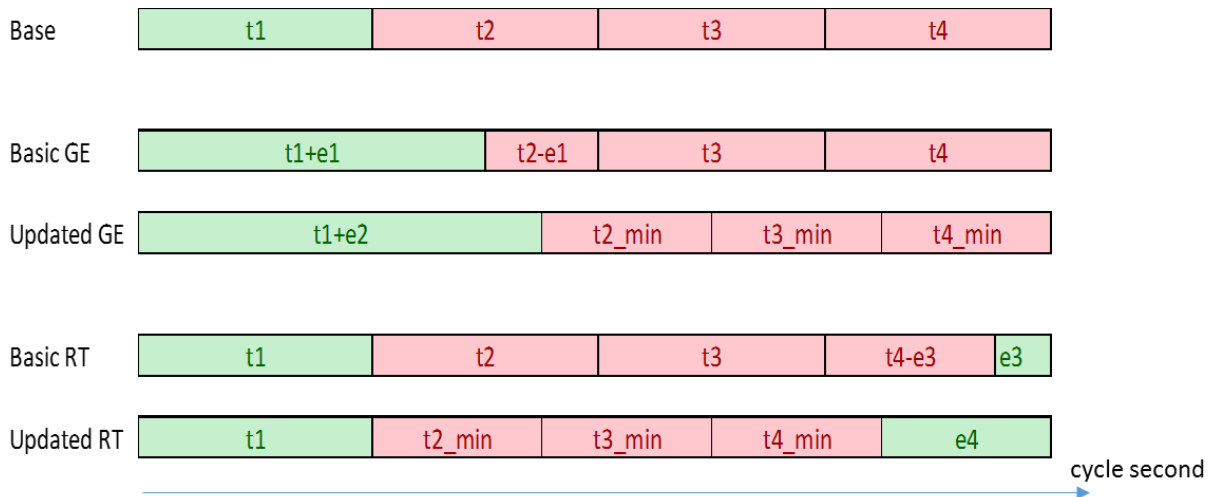 Base t1 t2 t3 t4
Basic GE t1+e1 t2-e1 t3 t4
Updated GE t1+e2 t2_min t3_min t4_min
Basic RT t1 t2 t3 t4-e3 e3
Updated RT t1 t2_min t3_min t4_min e4
cycle second